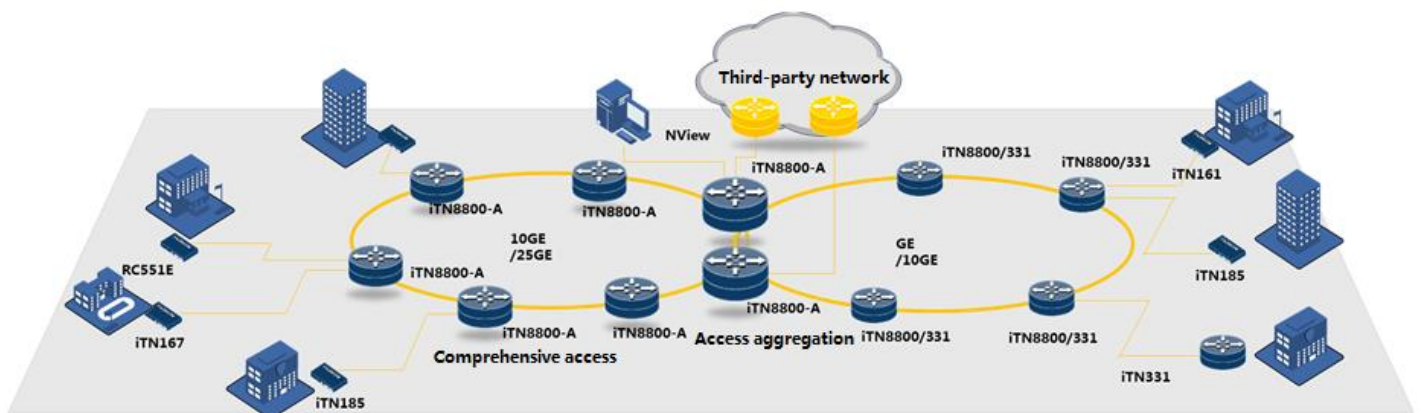 Third-party network
NView
iTN8800-A
iTN8800/331
iTN8800/331
iTN161
iTN8800-A
iTN8800-A
10GE
/25GE
GE
/10GE
RC551E
iTN8800-A
iTN185
iTN167
iTN8800-A
iTN8800-A
iTN8800-A
iTN8800/331
iTN8800/331
Comprehensive access
Access aggregation
iTN185
iTN331